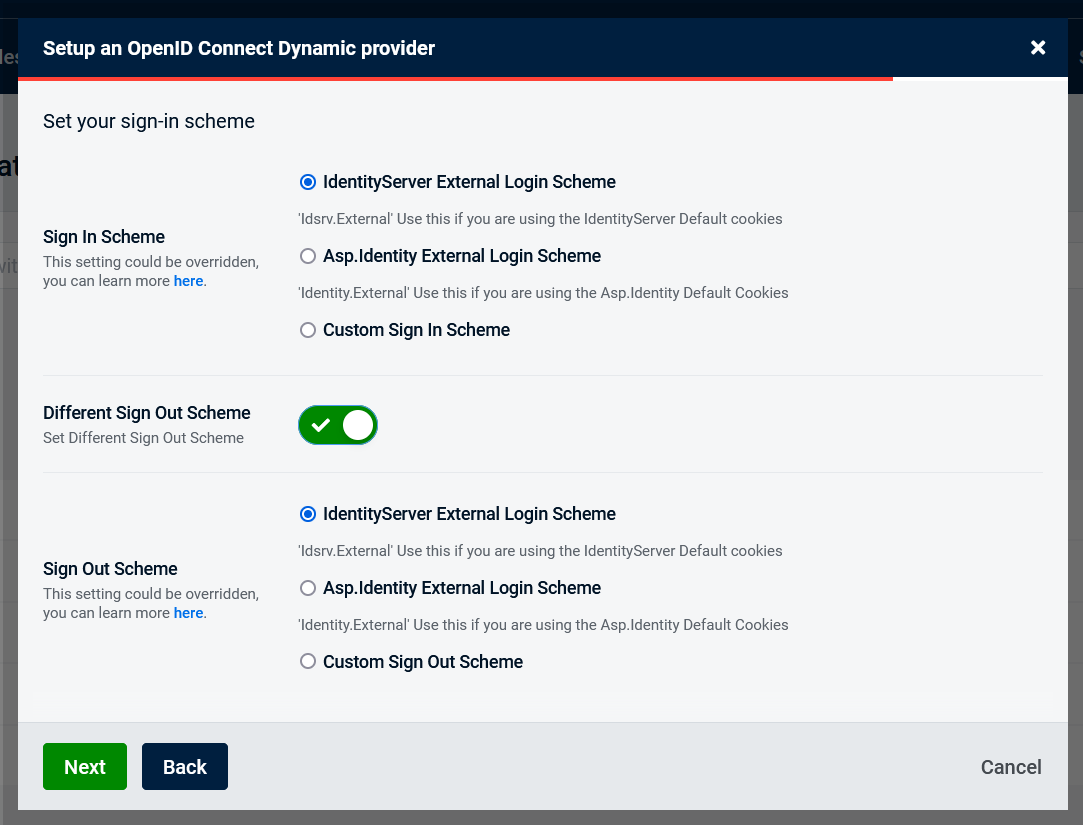 Setup an OpenID Connect Dynamic provider
Set your sign-in scheme
IdentityServer External Login Scheme
'Idsrv.External' Use this if you are using the IdentityServer Default cookies
Sign In Scheme
This setting could be overridden,
you can learn more here.
Asp.Identity External Login Scheme
'Identity.External' Use this if you are using the Asp.Identity Default Cookies
Custom Sign In Scheme
Different Sign Out Scheme
Set Different Sign Out Scheme
IdentityServer External Login Scheme
'Idsrv.External' Use this if you are using the IdentityServer Default cookies
Sign Out Scheme
This setting could be overridden,
you can learn more here.
Asp.Identity External Login Scheme
'Identity.External' Use this if you are using the Asp.Identity Default Cookies
Custom Sign Out Scheme
Next
Back
Cancel